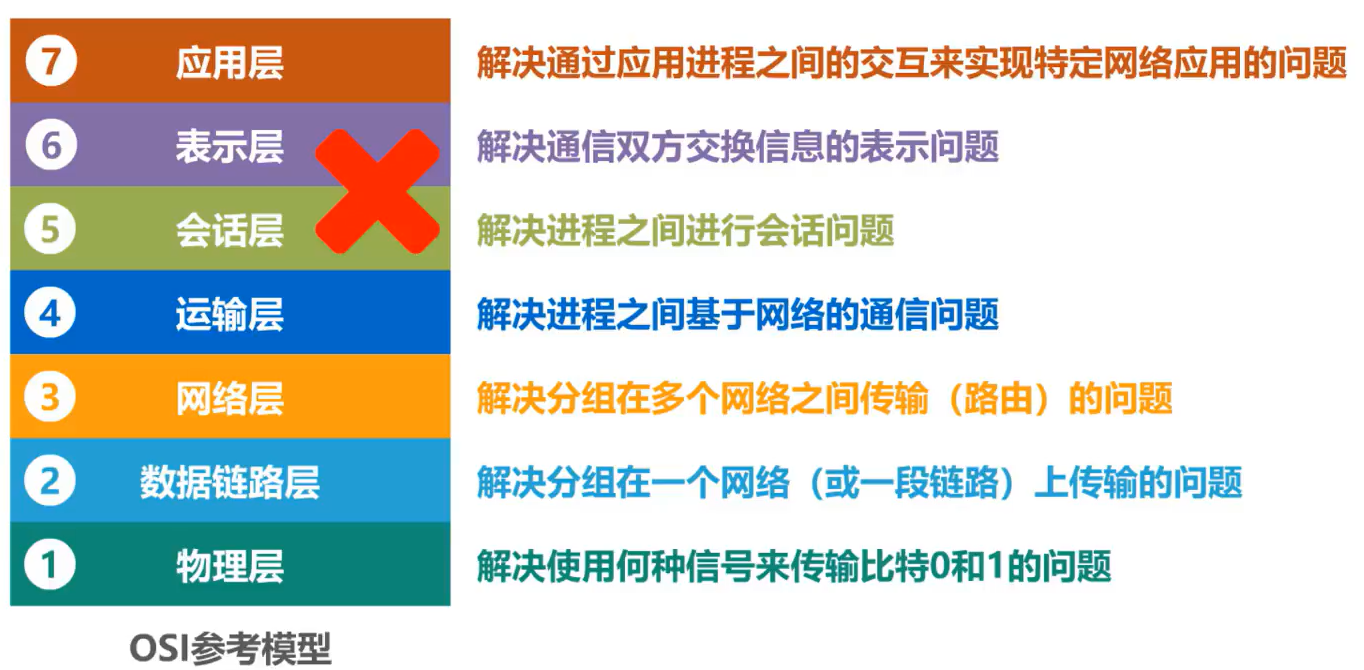 7 应用层 解决通过应用进程之间的交互来实现特定网络应用的问题
6 表示层 解决通信双方交换信息的表示问题
5 会话层 解决进程之间进行会话问题
4 运输层 解决进程之间基于网络的通信问题
3 网络层 解决分组在多个网络之间传输（路由）的问题
2 数据链路层 解决分组在一个网络（或一段链路）上传输的问题
1 物理层 解决使用何种信号来传输比特0和1的问题
OSI参考模型